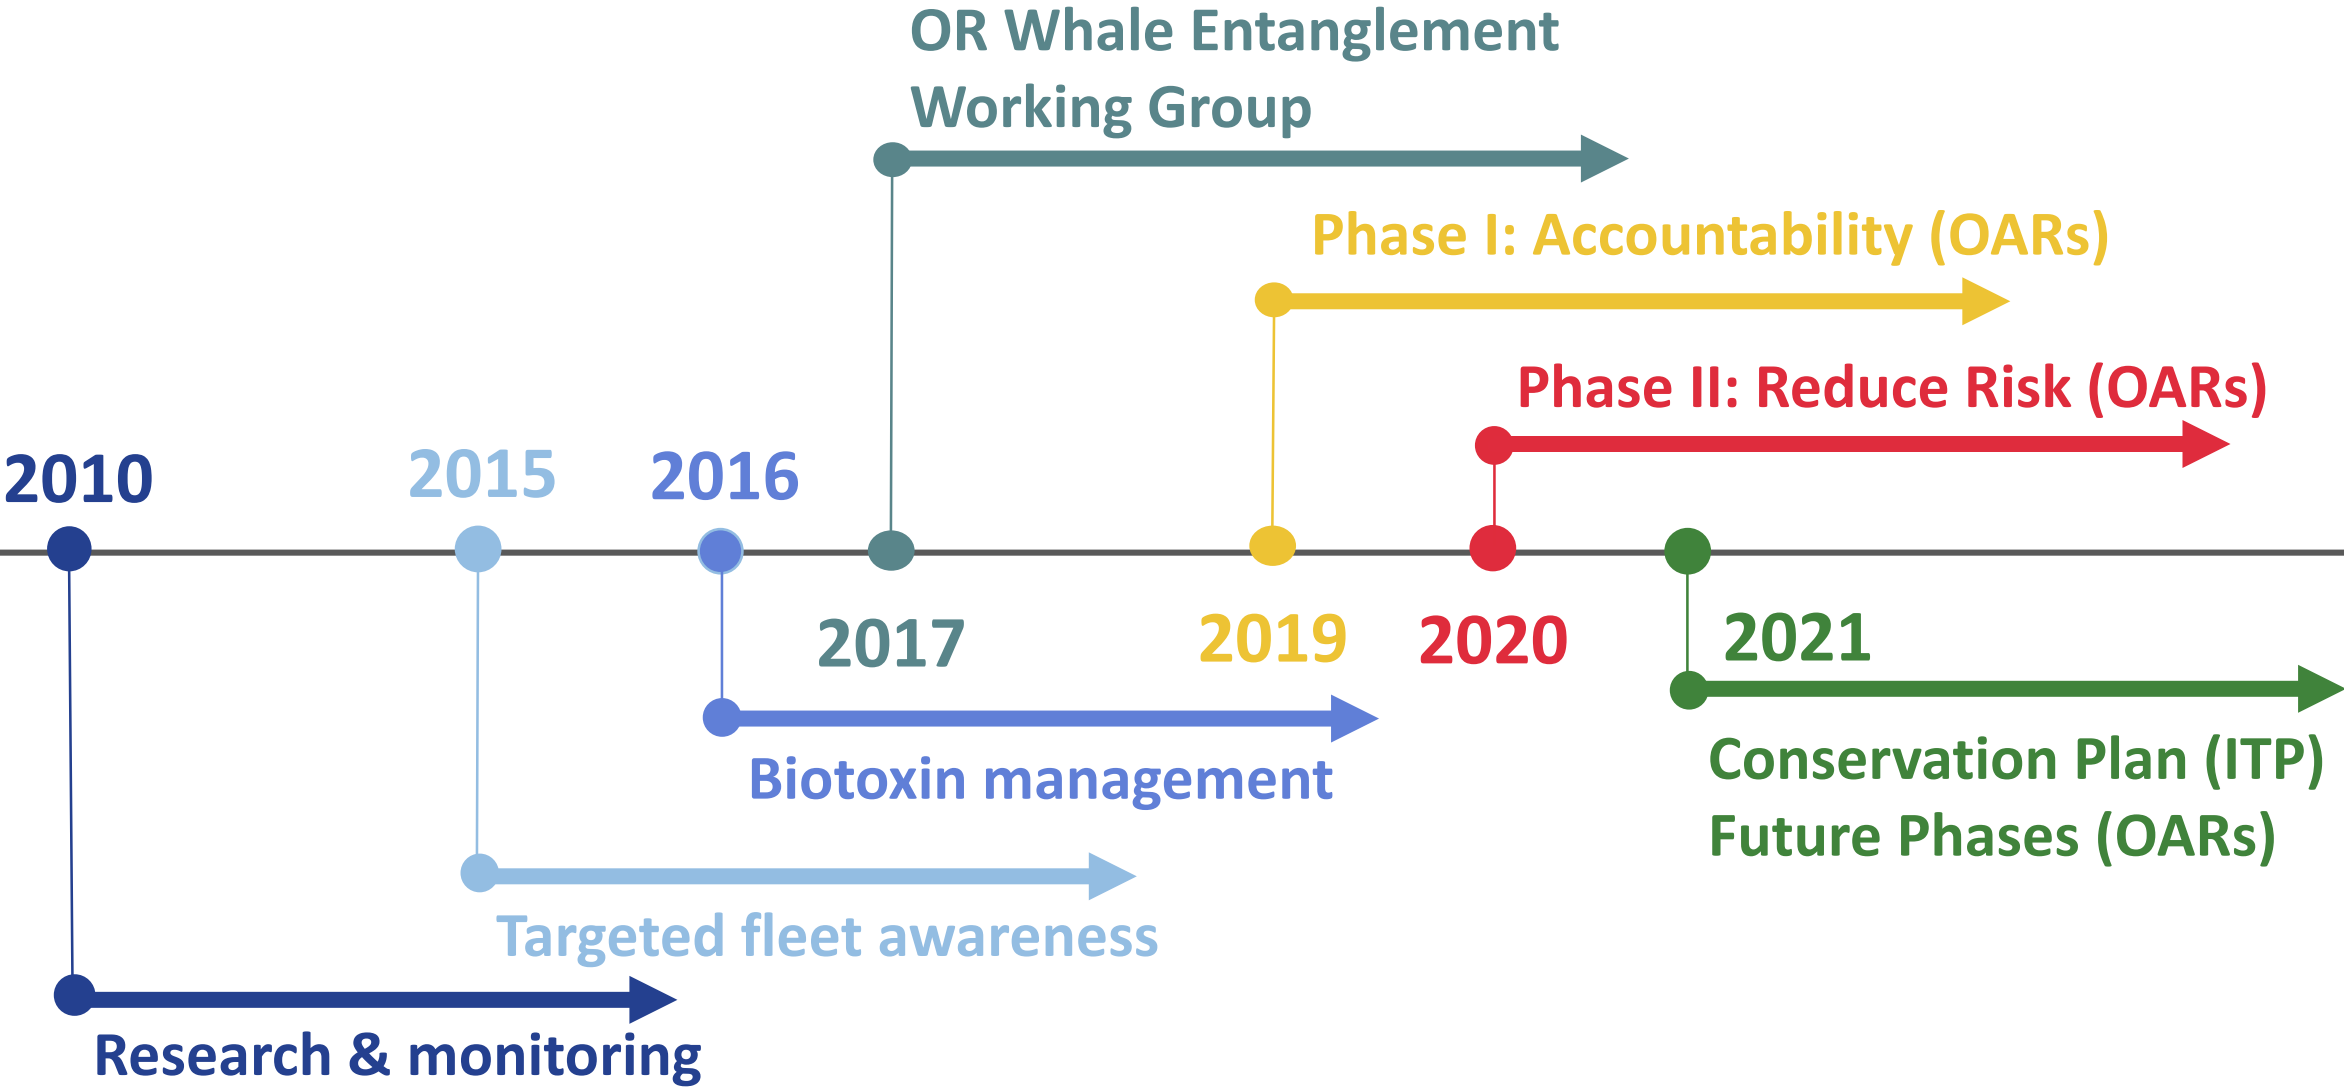 OR Whale Entanglement
Working Group
Phase I: Accountability (OARs)
Phase II: Reduce Risk (OARs)
2010
2015
2016
2017
2019
2020
2021
Biotoxin management
Conservation Plan (ITP)
Future Phases (OARs)
Targeted fleet awareness
Research & monitoring